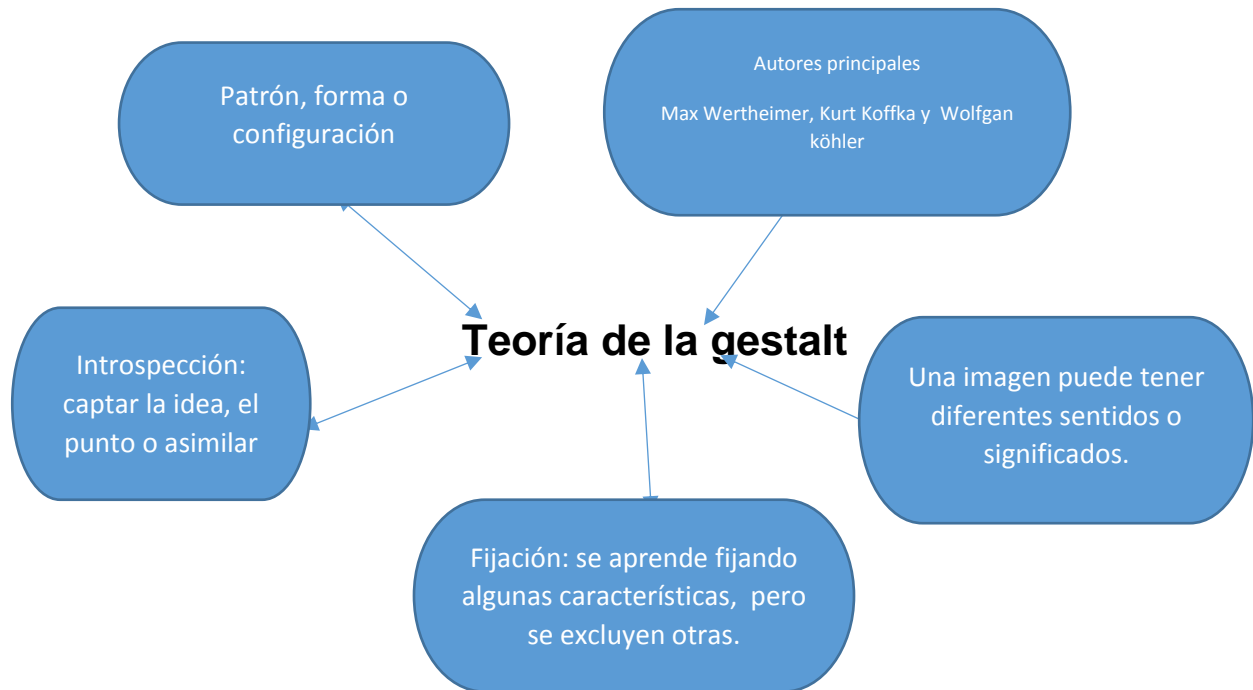 Patrón, forma o
configuración
Autores principales
Max Wertheimer, Kurt Koffka y Wolfgan
köhler
Teoría de la gestalt
Introspección:
captar la idea, el
punto o asimilar
Una imagen puede tener
diferentes sentidos o
significados.
Fijación: se aprende fijando
algunas características, pero
se excluyen otras.